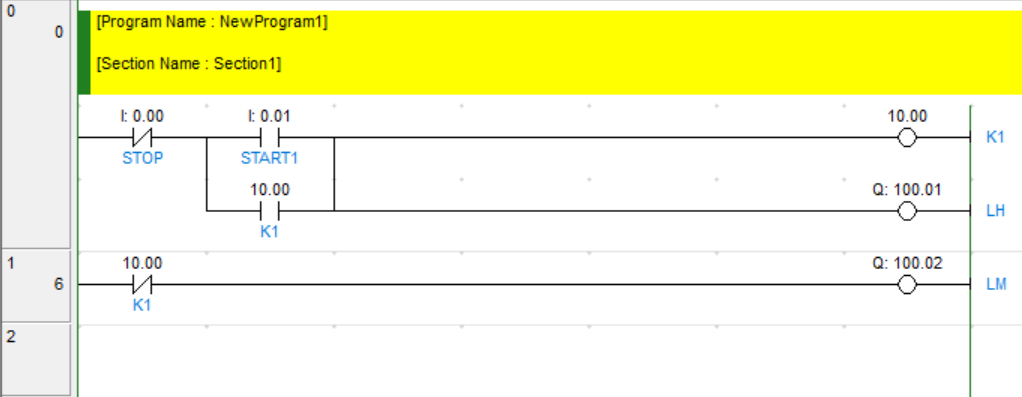 0
0
[Program Name : NewProgram1]
[Section Name : Section1]
I: 0.00 I: 0.01 10.00
K1
STOP START1
10.00 Q: 100.01
LH
K1
1
10.00 Q: 100.02
6
LM
K1
2